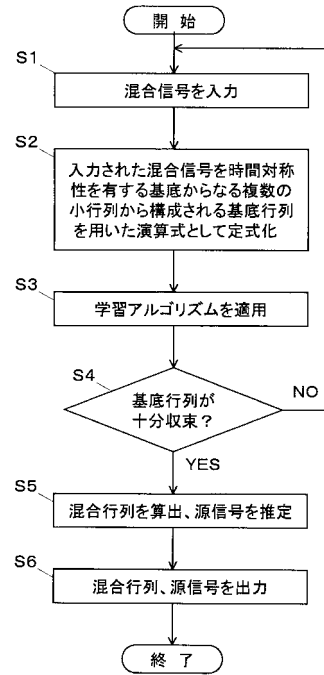 開 始
S1
混合信号を入力
S2
入力された混合信号を時間対称
性を有する基底からなる複数の
小行列から構成される基底行列
を用いた演算式として定式化
S3
学習アルゴリズムを適用
S4
基底行列が
十分収束?
NO
YES
S5
混合行列を算出、源信号を推定
S6
混合行列、源信号を出力
終 了